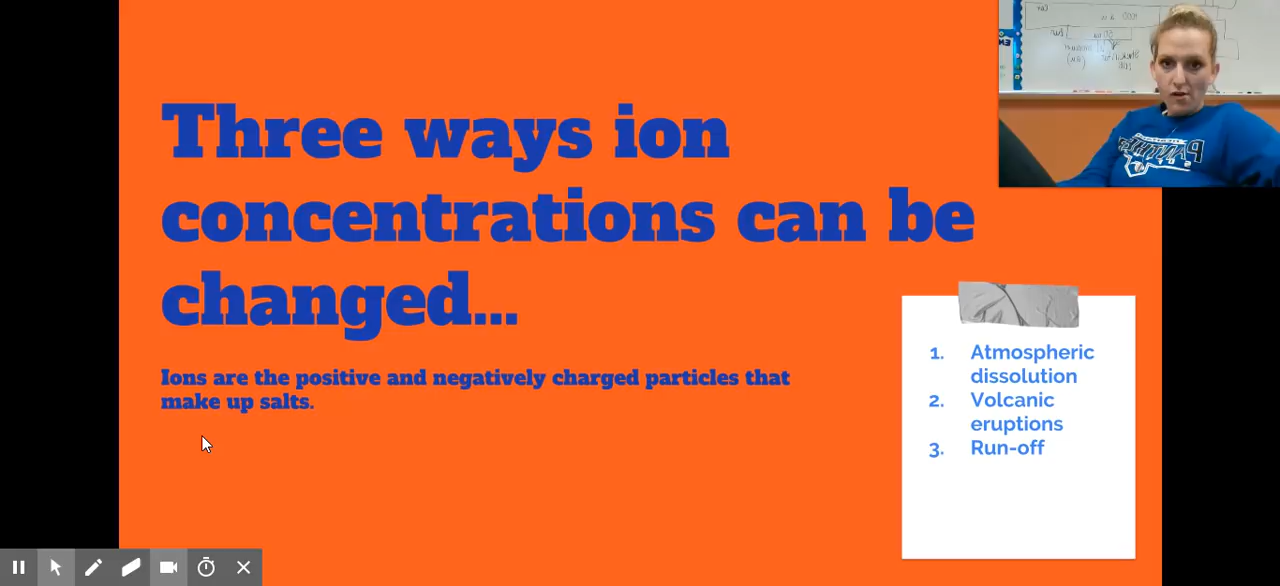 Three ways ion
concentrations can be
changed...
Ions are the positive and negatively charged particles that
make up salts.
1. Atmospheric
dissolution
2. Volcanic
eruptions
3. Run-off
PANTHERS